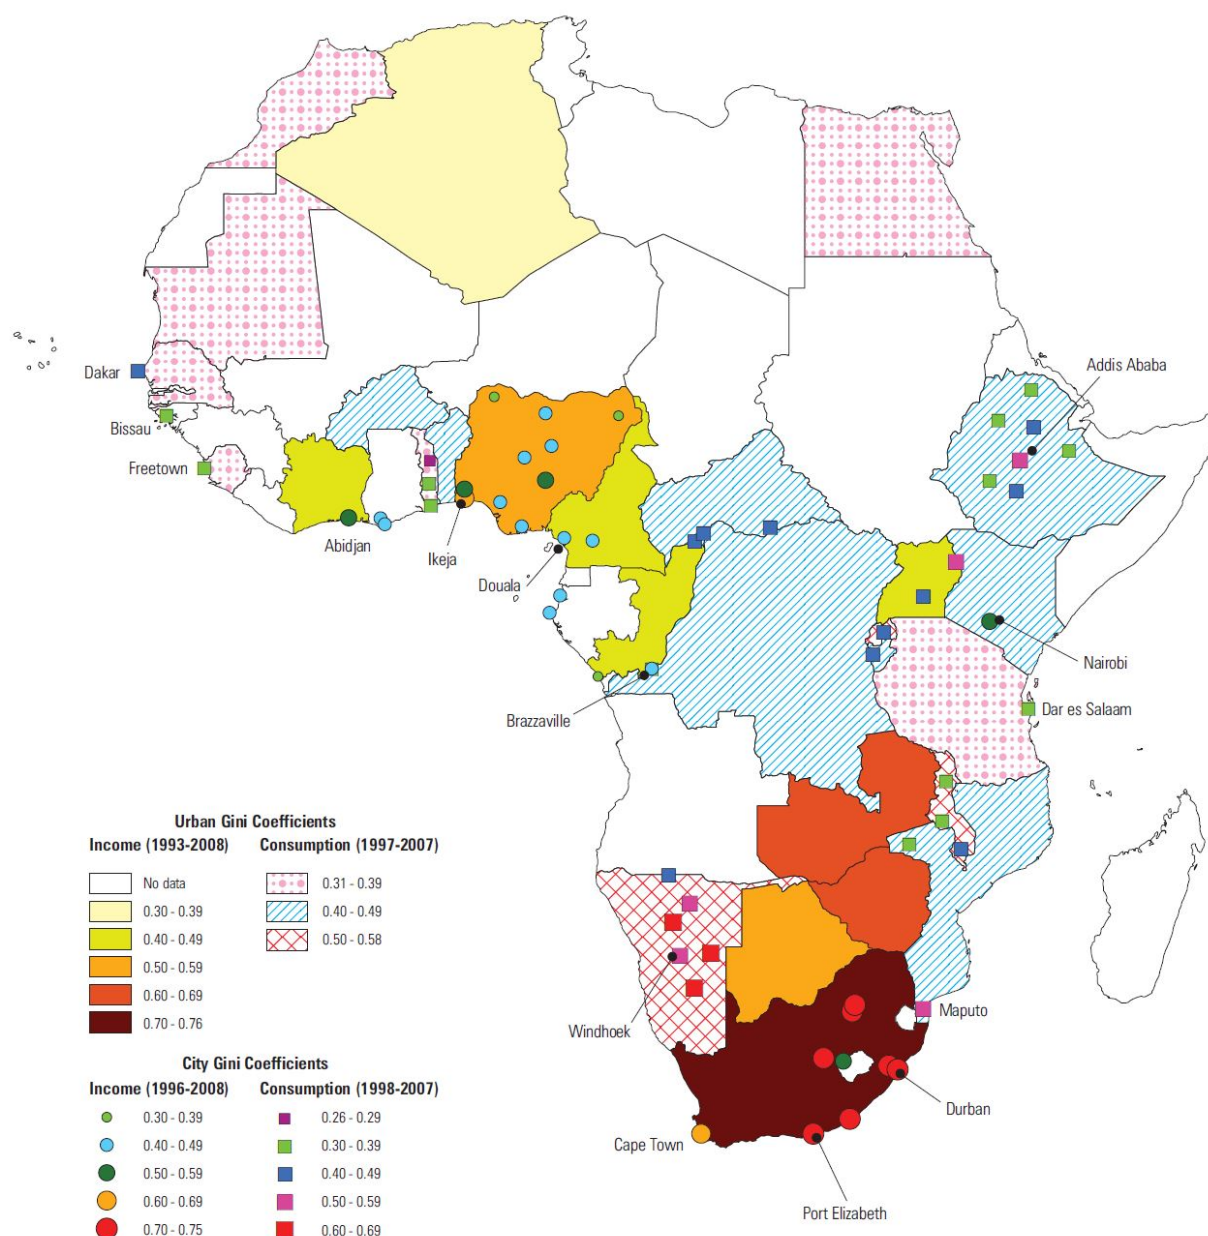 Addis Ababa
Dakar
Bissau
Freetown
Abidjan
Ikeja
Douala
Nairobi
Dar es Salaam
Brazzaville
Urban Gini Coefficients
Income (1993-2008) Consumption (1997-2007)
No data 0.31 - 0.39
0.30 - 0.39 0.40 - 0.49
0.40 - 0.49 0.50 - 0.58
0.50 - 0.59
0.60 - 0.69
0.70 - 0.76
Maputo
Windhoek
City Gini Coefficients
Income (1996-2008) Consumption (1998-2007)
0.30 - 0.39 0.26 - 0.29
0.40 - 0.49 0.30 - 0.39
0.50 - 0.59 0.40 - 0.49
0.60 - 0.69 0.50 - 0.59
0.70 - 0.75 0.60 - 0.69
Durban
Cape Town
Port Elizabeth